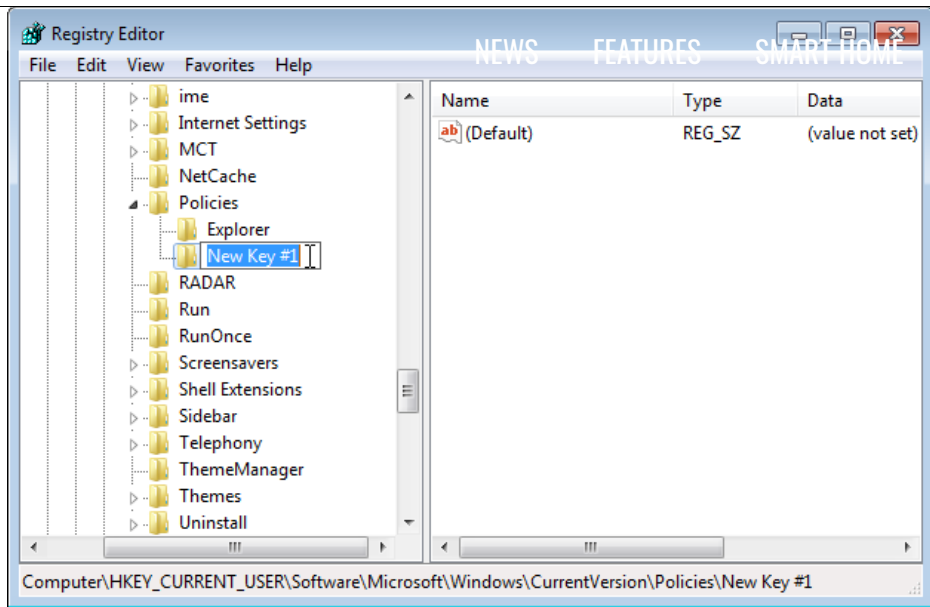 Registry Editor
NEWS FEATURES SMART HOME
File Edit View Favorites Help
ime
Internet Settings
MCT
NetCache
Policies
Explorer
New Key #1
RADAR
Run
RunOnce
Screensavers
Shell Extensions
Sidebar
Telephony
ThemeManager
Themes
Uninstall
Name Type Data
ab (Default) REG_SZ (value not set)
Computer\HKEY_CURRENT_USER\Software\Microsoft\Windows\CurrentVersion\Policies\New Key #1